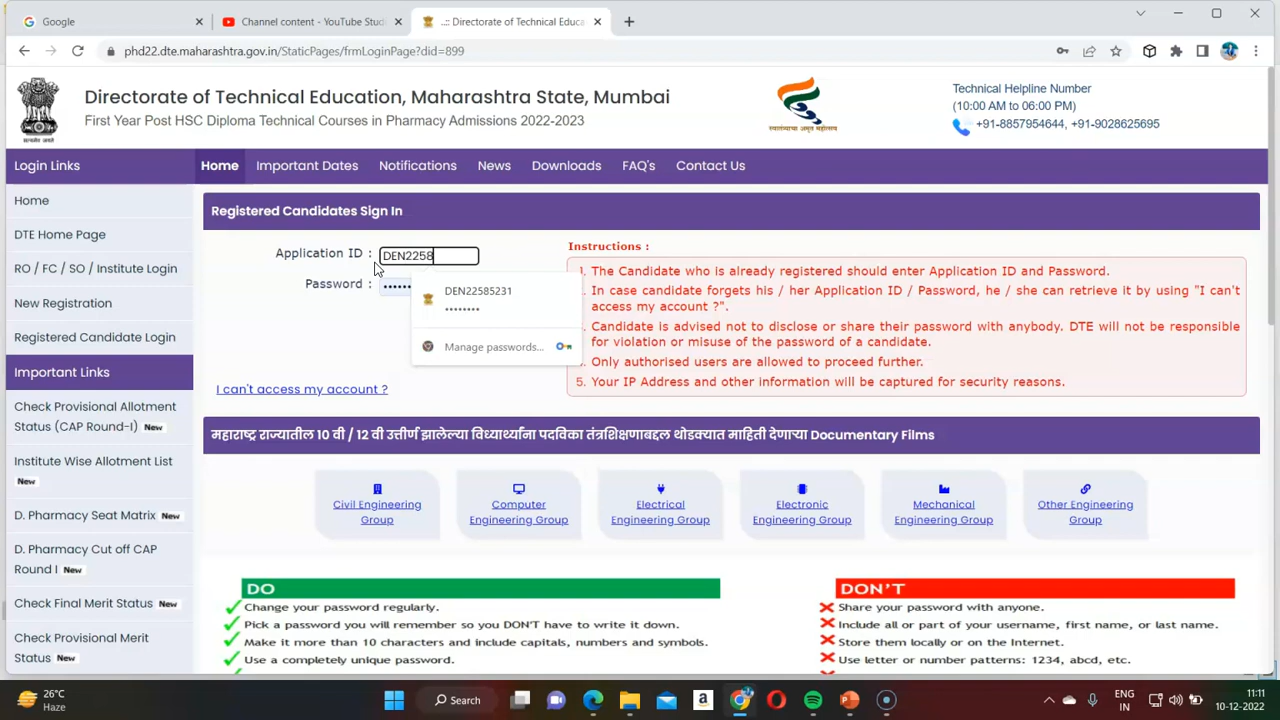 Google
Channel content - YouTube Stud
..:: Directorate of Technical Educa
phd22.dte.maharashtra.gov.in/StaticPages/frmLoginPage?did=899
Directorate of Technical Education, Maharashtra State, Mumbai
First Year Post HSC Diploma Technical Courses in Pharmacy Admissions 2022-2023
Technical Helpline Number
(10:00 AM to 06:00 PM)
+91-8857954644, +91-9028625695
Login Links
Home Important Dates Notifications News Downloads FAQ's Contact Us
Home
DTE Home Page
RO / FC / SO / Institute Login
New Registration
Registered Candidate Login
Important Links
Check Provisional Allotment
Status (CAP Round-I) New
Institute Wise Allotment List
New
D. Pharmacy Seat Matrix New
D. Pharmacy Cut off CAP
Round I New
Check Final Merit Status New
Check Provisional Merit
Status New
Registered Candidates Sign In
Application ID : DEN2258
Password : ••••••
DEN22585231
••••••••
Manage passwords...
I can't access my account ?
Instructions :
The Candidate who is already registered should enter Application ID and Password.
In case candidate forgets his / her Application ID / Password, he / she can retrieve it by using "I can't
access my account ?".
Candidate is advised not to disclose or share their password with anybody. DTE will not be responsible
for violation or misuse of the password of a candidate.
Only authorised users are allowed to proceed further.
5. Your IP Address and other information will be captured for security reasons.
महाराष्ट्र राज्यातील 10 वी / 12 वी उत्तीर्ण झालेल्या विध्यार्थ्यांना पदविका तंत्रशिक्षणाबद्दल थोडक्यात माहिती देणाऱ्या Documentary Films
Civil Engineering
Group
Computer
Engineering Group
Electrical
Engineering Group
Electronic
Engineering Group
Mechanical
Engineering Group
Other Engineering
Group
DO
Change your password regularly.
Pick a password you will remember so you DON'T have to write it down.
Make it more than 10 characters and include capitals, numbers and symbols.
Use a completely unique password.
DON'T
Share your password with anyone.
Include all or part of your username, first name, or last name.
Store them locally or on the Internet.
Use letter or number patterns: 1234, abcd, etc.
26°C
Haze
Search
ENG
IN
11:11
10-12-2022